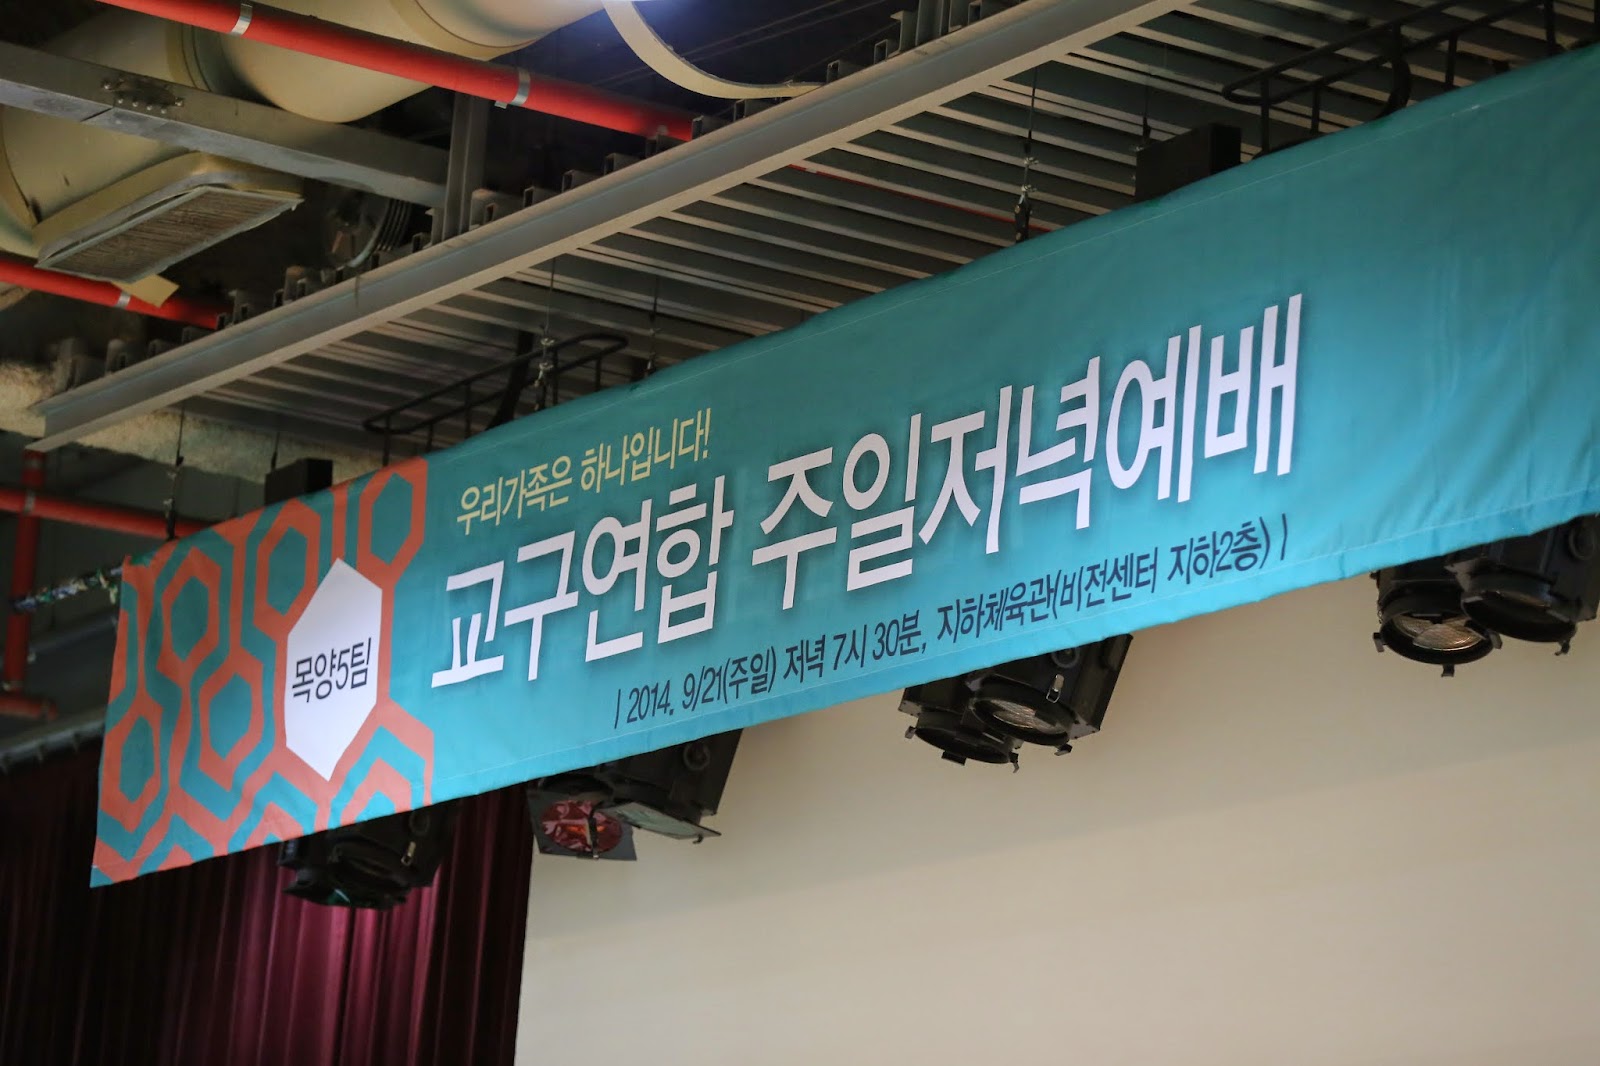 목양5팀
우리가족은 하나입니다!
교구연합 주일저녁예배
| 2014. 9/21(주일) 저녁 7시 30분, 지하체육관(비전센터 지하2층) |